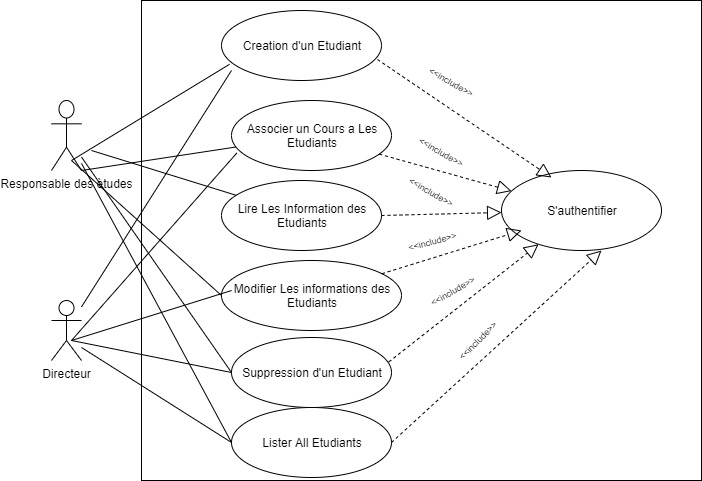 Creation d'un Etudiant
<<include>>
Associer un Cours a Les
Etudiants
<<include>>
Responsable des ètudes
<<include>>
Lire Les Information des
Etudiants
S'authentifier
<<include>>
Modifier Les informations des
Etudiants
<<include>>
Directeur
Suppression d'un Etudiant
<<include>>
Lister All Etudiants